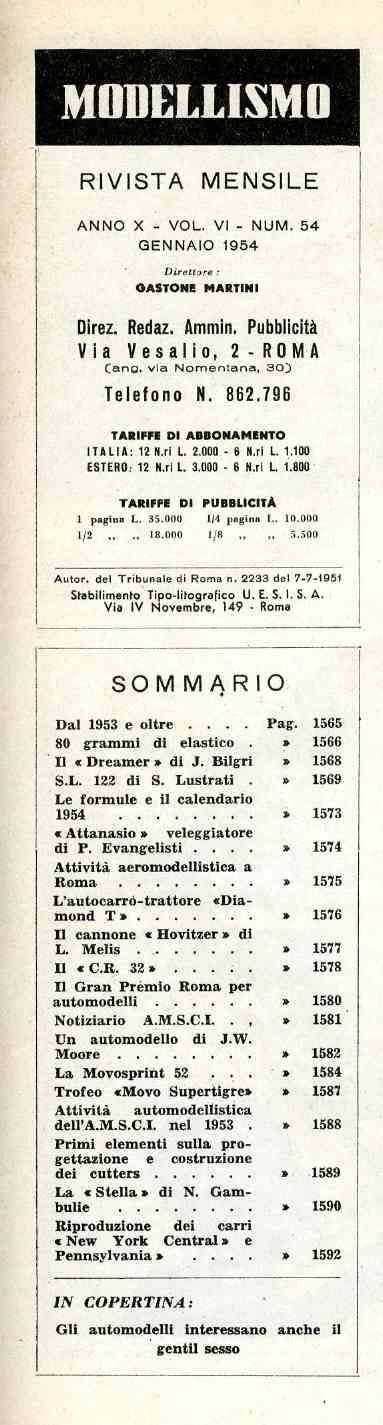 MODELLISMO
RIVISTA MENSILE
ANNO X - VOL. VI - NUM. 54
GENNAIO 1954
Direttore :
GASTONE MARTINI
Direz. Redaz. Ammin. Pubblicità
Via Vesalio, 2 - ROMA
(ang. via Nomentana, 30)
Telefono N. 862.796
TARIFFE DI ABBONAMENTO
ITALIA: 12 N.ri L. 2.000 - 6 N.ri L. 1.100
ESTERO: 12 N.ri L. 3.000 - 6 N.ri L. 1.800
TARIFFE DI PUBBLICITÀ
1 pagina L. 35.000 1/4 pagina L. 10.000
1/2 „ „ 18.000 1/8 „ „ 5.500
Autor. del Tribunale di Roma n. 2233 del 7-7-1951
Stabilimento Tipo-litografico U. E. S. I. S. A.
Via IV Novembre, 149 - Roma
SOMMARIO
Dal 1953 e oltre . . . . Pag. 1565
80 grammi di elastico . » 1566
Il « Dreamer » di J. Bilgri » 1568
S.L. 122 di S. Lustrati . » 1569
Le formule e il calendario
1954 . . . . . . . . » 1573
« Attanasio » veleggiatore
di P. Evangelisti . . . . » 1574
Attività aeromodellistica a
Roma . . . . . . . . » 1575
L'autocarro-trattore «Dia-
mond T» . . . . . . . » 1576
Il cannone « Hovitzer » di
L. Melis . . . . . . . » 1577
Il « C.R. 32 » . . . . . » 1578
Il Gran Premio Roma per
automodelli . . . . . . » 1580
Notiziario A.M.S.C.I. . , » 1581
Un automodello di J.W.
Moore . . . . . . . . » 1582
La Movosprint 52 . . . » 1584
Trofeo «Movo Supertigre» » 1587
Attività automodellistica
dell'A.M.S.C.I. nel 1953 . » 1588
Primi elementi sulla pro-
gettazione e costruzione
dei cutters . . . . . . » 1589
La « Stella » di N. Gam-
bulie . . . . . . . . » 1590
Riproduzione dei carri
« New York Central » e
Pennsylvania » . . . . » 1592
IN COPERTINA:
Gli automodelli interessano anche il
gentil sesso